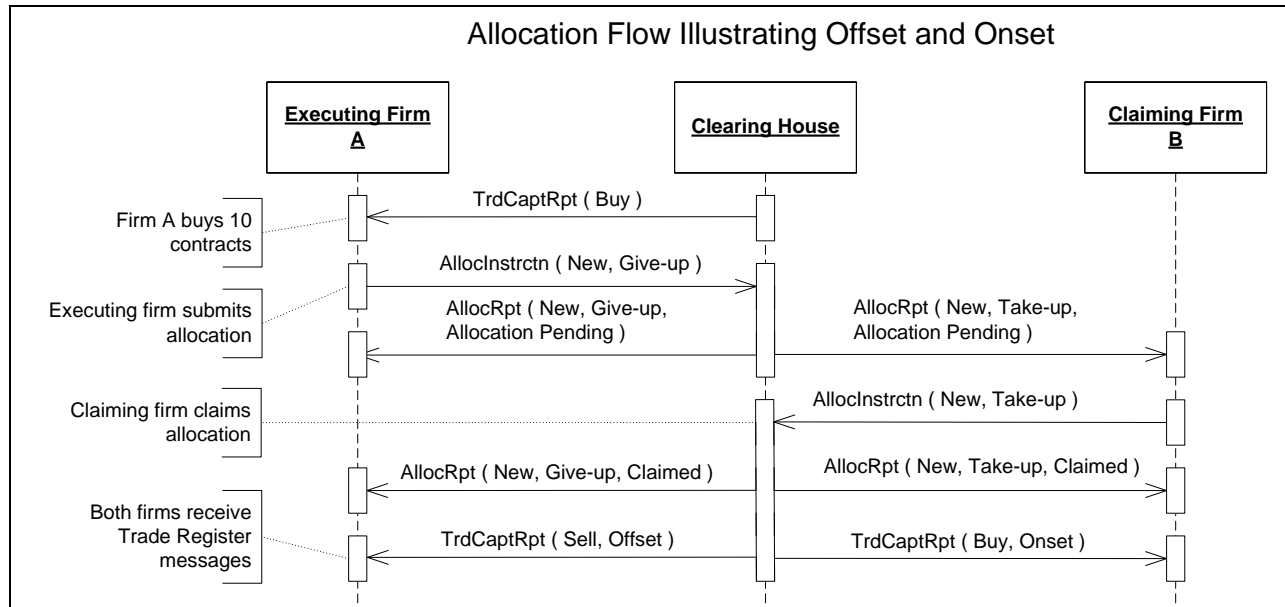 Allocation Flow Illustrating Offset and Onset
Executing Firm
A
Clearing House
Claiming Firm
B
Firm A buys 10
contracts
TrdCaptRpt ( Buy )
Executing firm submits
allocation
AllocInstrctn ( New, Give-up )
AllocRpt ( New, Give-up,
Allocation Pending )
AllocRpt ( New, Take-up,
Allocation Pending )
Claiming firm claims
allocation
AllocInstrctn ( New, Take-up )
AllocRpt ( New, Give-up, Claimed )
AllocRpt ( New, Take-up, Claimed )
Both firms receive
Trade Register
messages
TrdCaptRpt ( Sell, Offset )
TrdCaptRpt ( Buy, Onset )